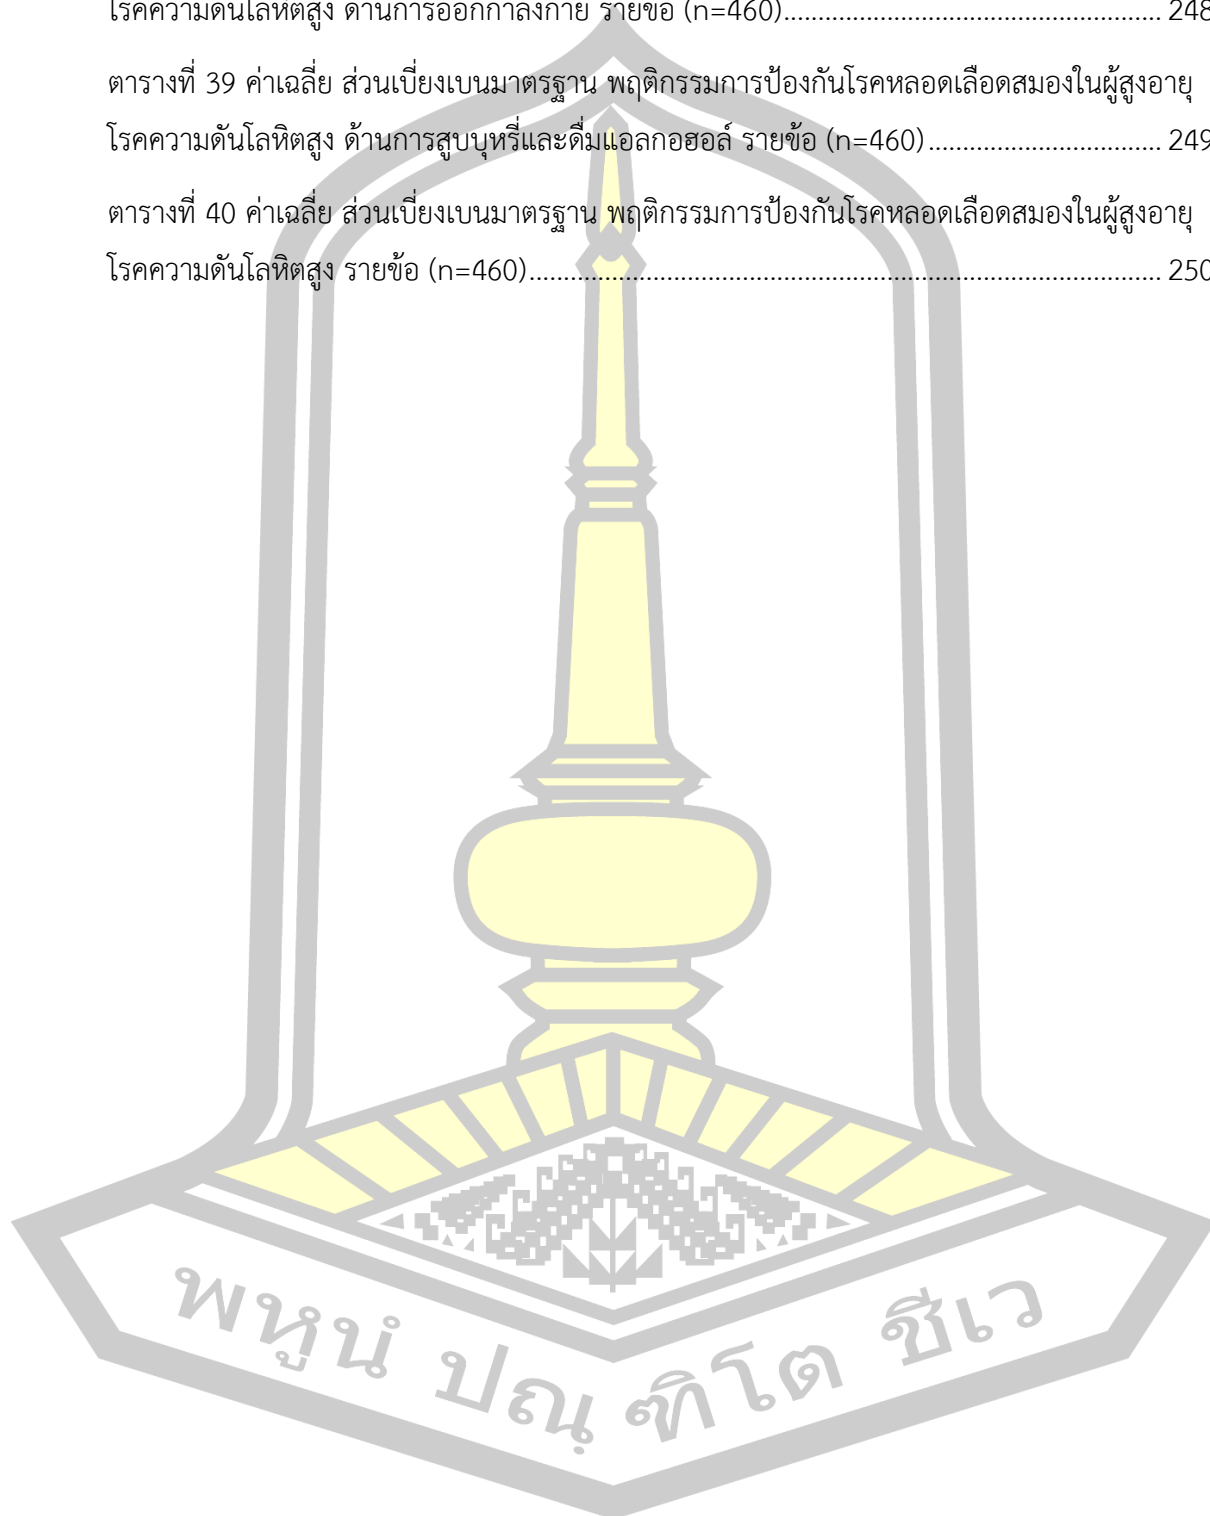 โรคความดันโลหิตสูง ด้านการออกกำลังกาย รายข้อ (n=460)............................................................................................ 248
ตารางที่ 39 ค่าเฉลี่ย ส่วนเบี่ยงเบนมาตรฐาน พฤติกรรมการป้องกันโรคหลอดเลือดสมองในผู้สูงอายุ
โรคความดันโลหิตสูง ด้านการสูบบุหรี่และดื่มแอลกอฮอล์ รายข้อ (n=460).................................. 249
ตารางที่ 40 ค่าเฉลี่ย ส่วนเบี่ยงเบนมาตรฐาน พฤติกรรมการป้องกันโรคหลอดเลือดสมองในผู้สูงอายุ
โรคความดันโลหิตสูง รายข้อ (n=460)............................................................................................ 250
พหูนํ ปณฺ ฑิโต ชีเว